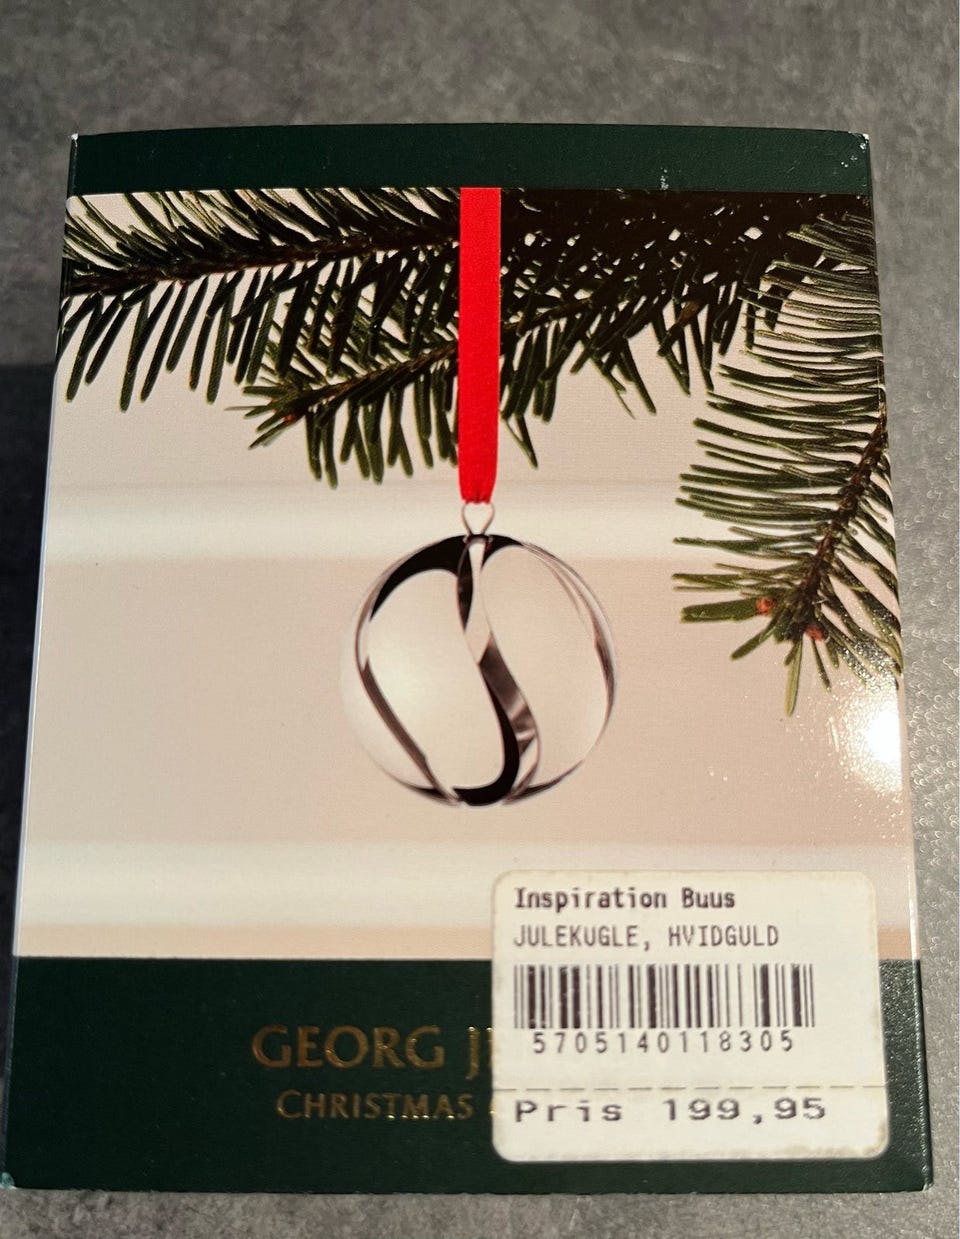 Inspiration Buus
JULEKUGLE, HVIDGULD
5705140118305
GEORG J
CHRISTMAS
Pris 199,95